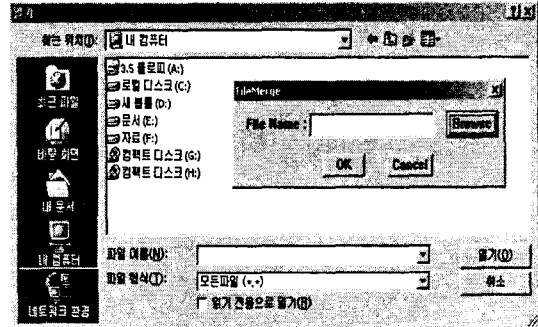 열기
찾는 위치(I):
내 컴퓨터
3.5 플로피 (A:)
로컬 디스크 (C:)
새 볼륨 (D:)
문서 (E:)
자료 (F:)
컴팩트 디스크 (G:)
컴팩트 디스크 (H:)
최근 파일
바탕 화면
내 문서
내 컴퓨터
네트워크 환경
FileMerge
File Name :
Browse
OK
Cancel
파일 이름(N):
열기(O)
파일 형식(T):
모든파일 (*.*)
취소
읽기 전용으로 열기(R)